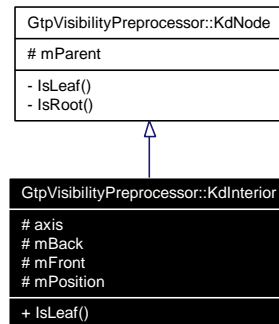 GtpVisibilityPreprocessor::KdNode
# mParent
- IsLeaf()
- IsRoot()
GtpVisibilityPreprocessor::KdInterior
# axis
# mBack
# mFront
# mPosition
+ IsLeaf()